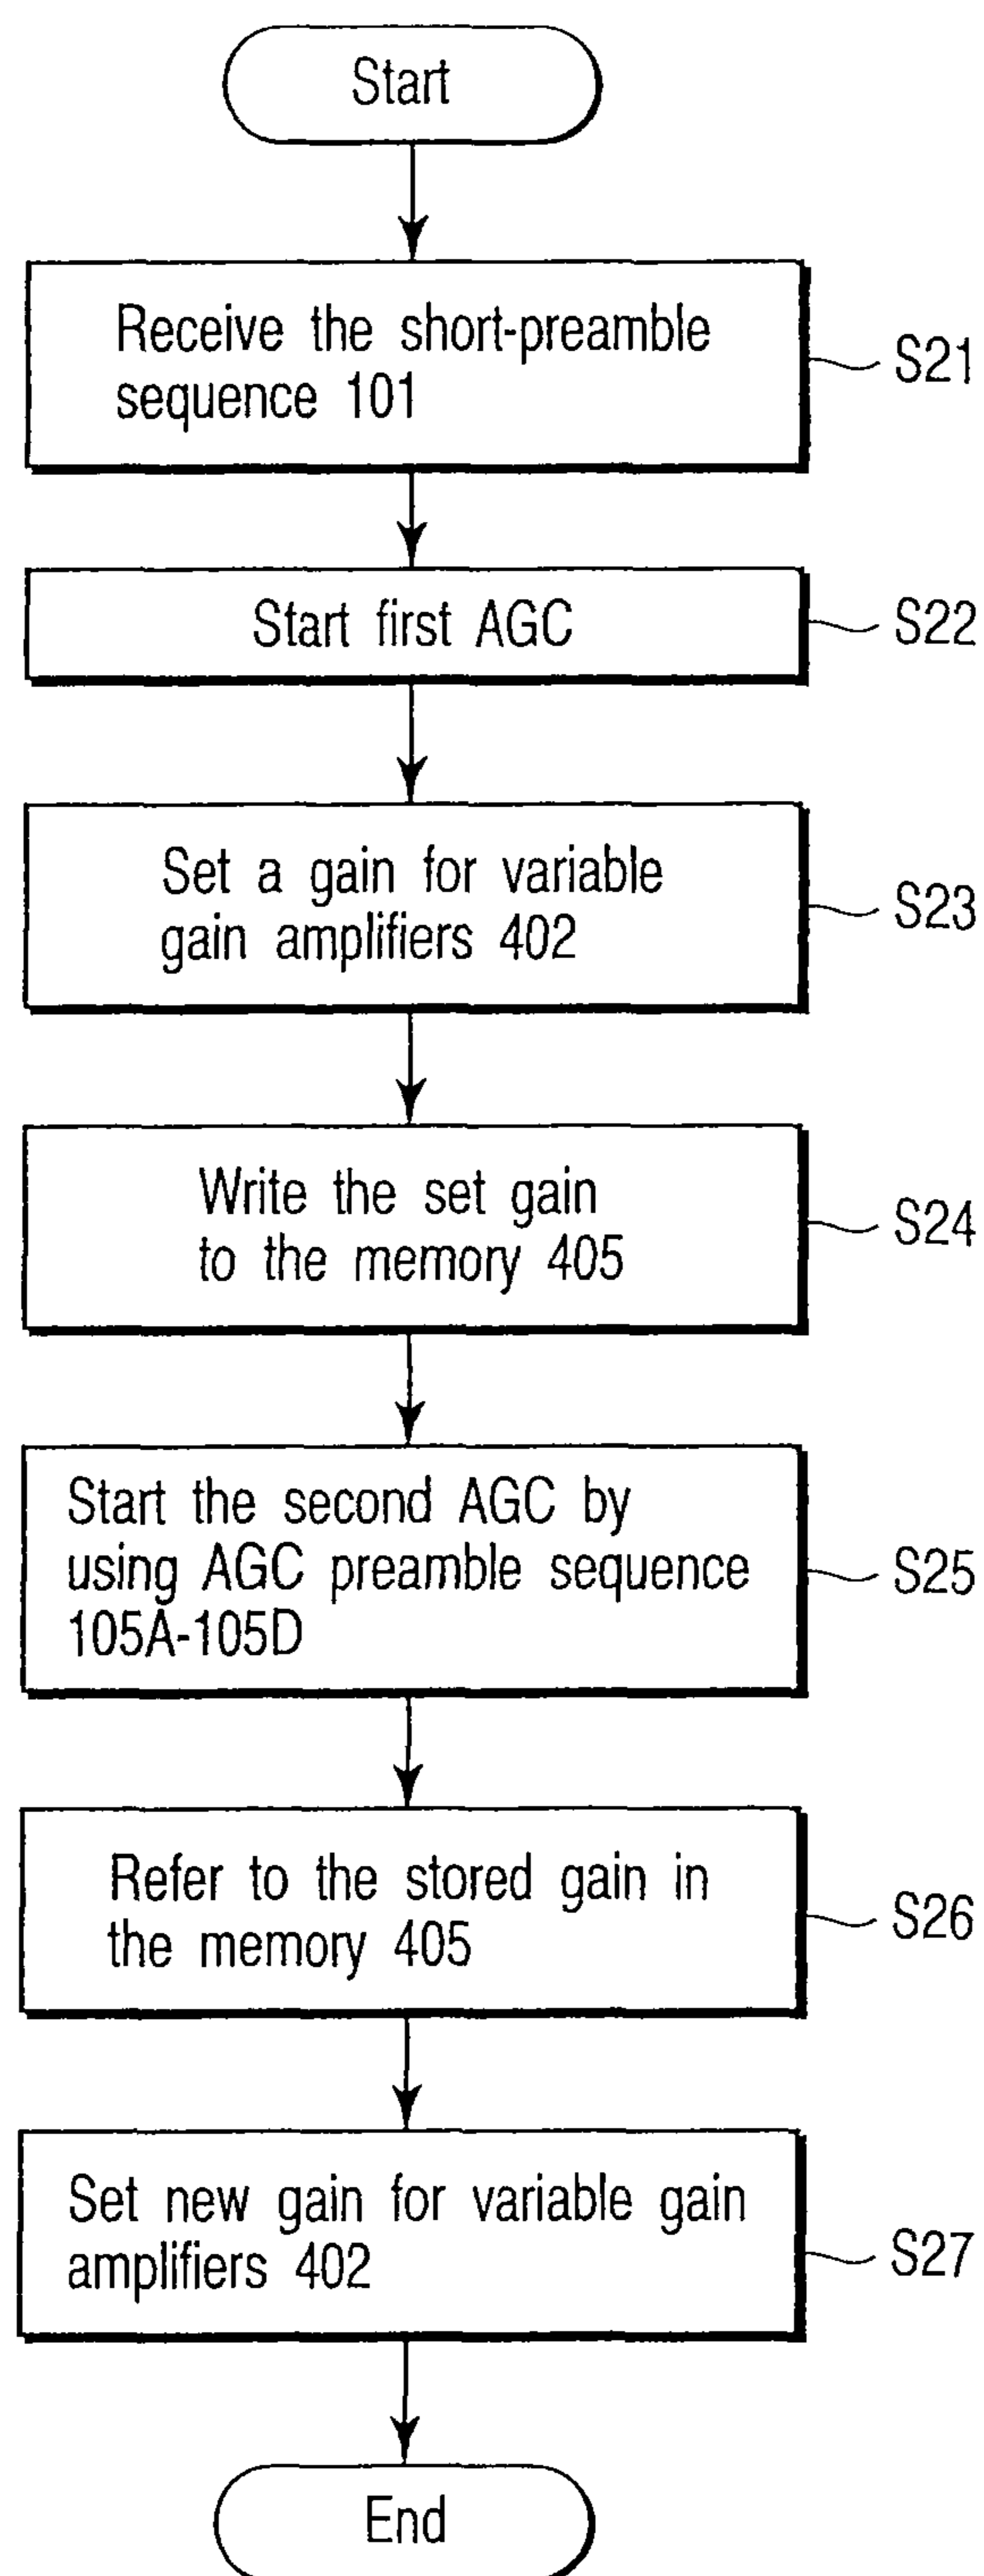 Start
Receive the short-preamble
sequence 101
S21
Start first AGC
S22
Set a gain for variable
gain amplifiers 402
S23
Write the set gain
to the memory 405
S24
Start the second AGC by
using AGC preamble sequence
105A-105D
S25
Refer to the stored gain in
the memory 405
S26
Set new gain for variable gain
amplifiers 402
S27
End